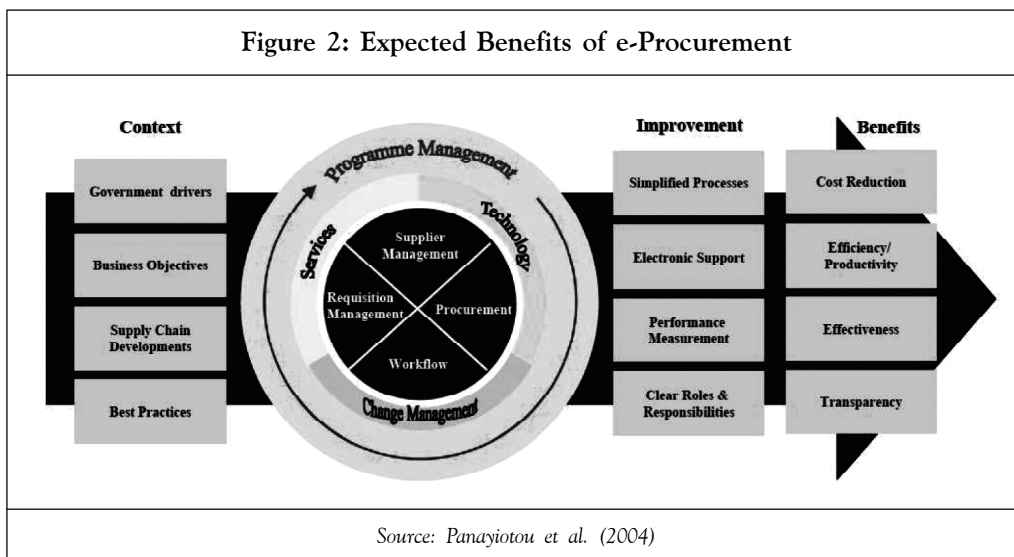 Figure 2: Expected Benefits of e-Procurement
Context
Government drivers
Business Objectives
Supply Chain
Developments
Best Practices
Programme Management
Services
Technology
Change Management
Supplier
Management
Requisition
Management
Procurement
Workflow
Improvement
Simplified Processes
Electronic Support
Performance
Measurement
Clear Roles &
Responsibilities
Benefits
Cost Reduction
Efficiency/
Productivity
Effectiveness
Transparency
Source: Panayiotou et al. (2004)